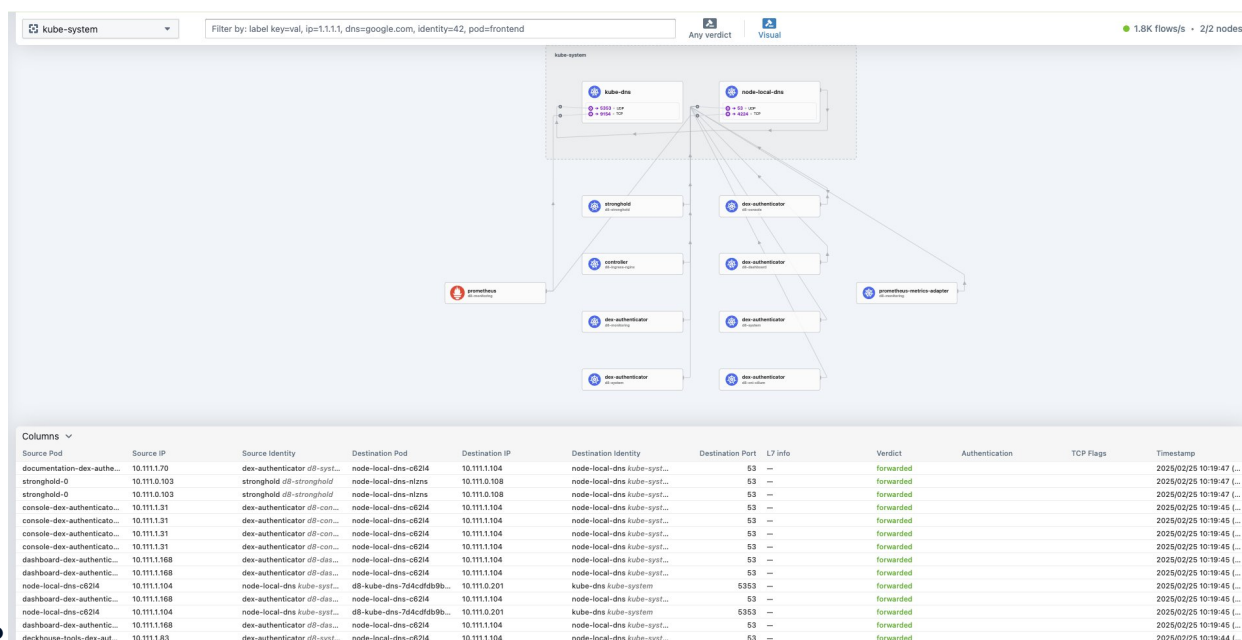 kube-system
Filter by: label key=val, ip=1.1.1.1, dns=google.com, identity=42, pod=frontend
Any verdict
Visual
1.8K flows/s • 2/2 nodes
kube-system
kube-dns
→ 5353 · UDP
→ 9154 · TCP
node-local-dns
→ 53 · UDP
→ 4224 · TCP
stronghold
d8-stronghold
dex-authenticator
d8-console
controller
d8-ingress-nginx
dex-authenticator
d8-dashboard
prometheus
d8-monitoring
prometheus-metrics-adapter
d8-monitoring
dex-authenticator
d8-monitoring
dex-authenticator
d8-system
dex-authenticator
d8-system
dex-authenticator
d8-cni-cilium
Columns
Source Pod Source IP Source Identity Destination Pod Destination IP Destination Identity Destination Port L7 info Verdict Authentication TCP Flags Timestamp
documentation-dex-authe... 10.111.1.70 dex-authenticator d8-syst... node-local-dns-c62l4 10.111.1.104 node-local-dns kube-syst... 53 — forwarded 2025/02/25 10:19:47 (...
stronghold-0 10.111.0.103 stronghold d8-stronghold node-local-dns-nlzns 10.111.0.108 node-local-dns kube-syst... 53 — forwarded 2025/02/25 10:19:47 (...
stronghold-0 10.111.0.103 stronghold d8-stronghold node-local-dns-nlzns 10.111.0.108 node-local-dns kube-syst... 53 — forwarded 2025/02/25 10:19:47 (...
console-dex-authenticato... 10.111.1.31 dex-authenticator d8-con... node-local-dns-c62l4 10.111.1.104 node-local-dns kube-syst... 53 — forwarded 2025/02/25 10:19:45 (...
console-dex-authenticato... 10.111.1.31 dex-authenticator d8-con... node-local-dns-c62l4 10.111.1.104 node-local-dns kube-syst... 53 — forwarded 2025/02/25 10:19:45 (...
console-dex-authenticato... 10.111.1.31 dex-authenticator d8-con... node-local-dns-c62l4 10.111.1.104 node-local-dns kube-syst... 53 — forwarded 2025/02/25 10:19:45 (...
console-dex-authenticato... 10.111.1.31 dex-authenticator d8-con... node-local-dns-c62l4 10.111.1.104 node-local-dns kube-syst... 53 — forwarded 2025/02/25 10:19:45 (...
dashboard-dex-authentic... 10.111.1.168 dex-authenticator d8-das... node-local-dns-c62l4 10.111.1.104 node-local-dns kube-syst... 53 — forwarded 2025/02/25 10:19:45 (...
dashboard-dex-authentic... 10.111.1.168 dex-authenticator d8-das... node-local-dns-c62l4 10.111.1.104 node-local-dns kube-syst... 53 — forwarded 2025/02/25 10:19:45 (...
node-local-dns-c62l4 10.111.1.104 node-local-dns kube-syst... d8-kube-dns-7d4cdfdb9b... 10.111.0.201 kube-dns kube-system 5353 — forwarded 2025/02/25 10:19:45 (...
dashboard-dex-authentic... 10.111.1.168 dex-authenticator d8-das... node-local-dns-c62l4 10.111.1.104 node-local-dns kube-syst... 53 — forwarded 2025/02/25 10:19:45 (...
node-local-dns-c62l4 10.111.1.104 node-local-dns kube-syst... d8-kube-dns-7d4cdfdb9b... 10.111.0.201 kube-dns kube-system 5353 — forwarded 2025/02/25 10:19:45 (...
dashboard-dex-authentic... 10.111.1.168 dex-authenticator d8-das... node-local-dns-c62l4 10.111.1.104 node-local-dns kube-syst... 53 — forwarded 2025/02/25 10:19:45 (...
deckhouse-tools-dex-aut... 10.111.1.83 dex-authenticator d8-syst... node-local-dns-c62l4 10.111.1.104 node-local-dns kube-syst... 53 — forwarded 2025/02/25 10:19:44 (...